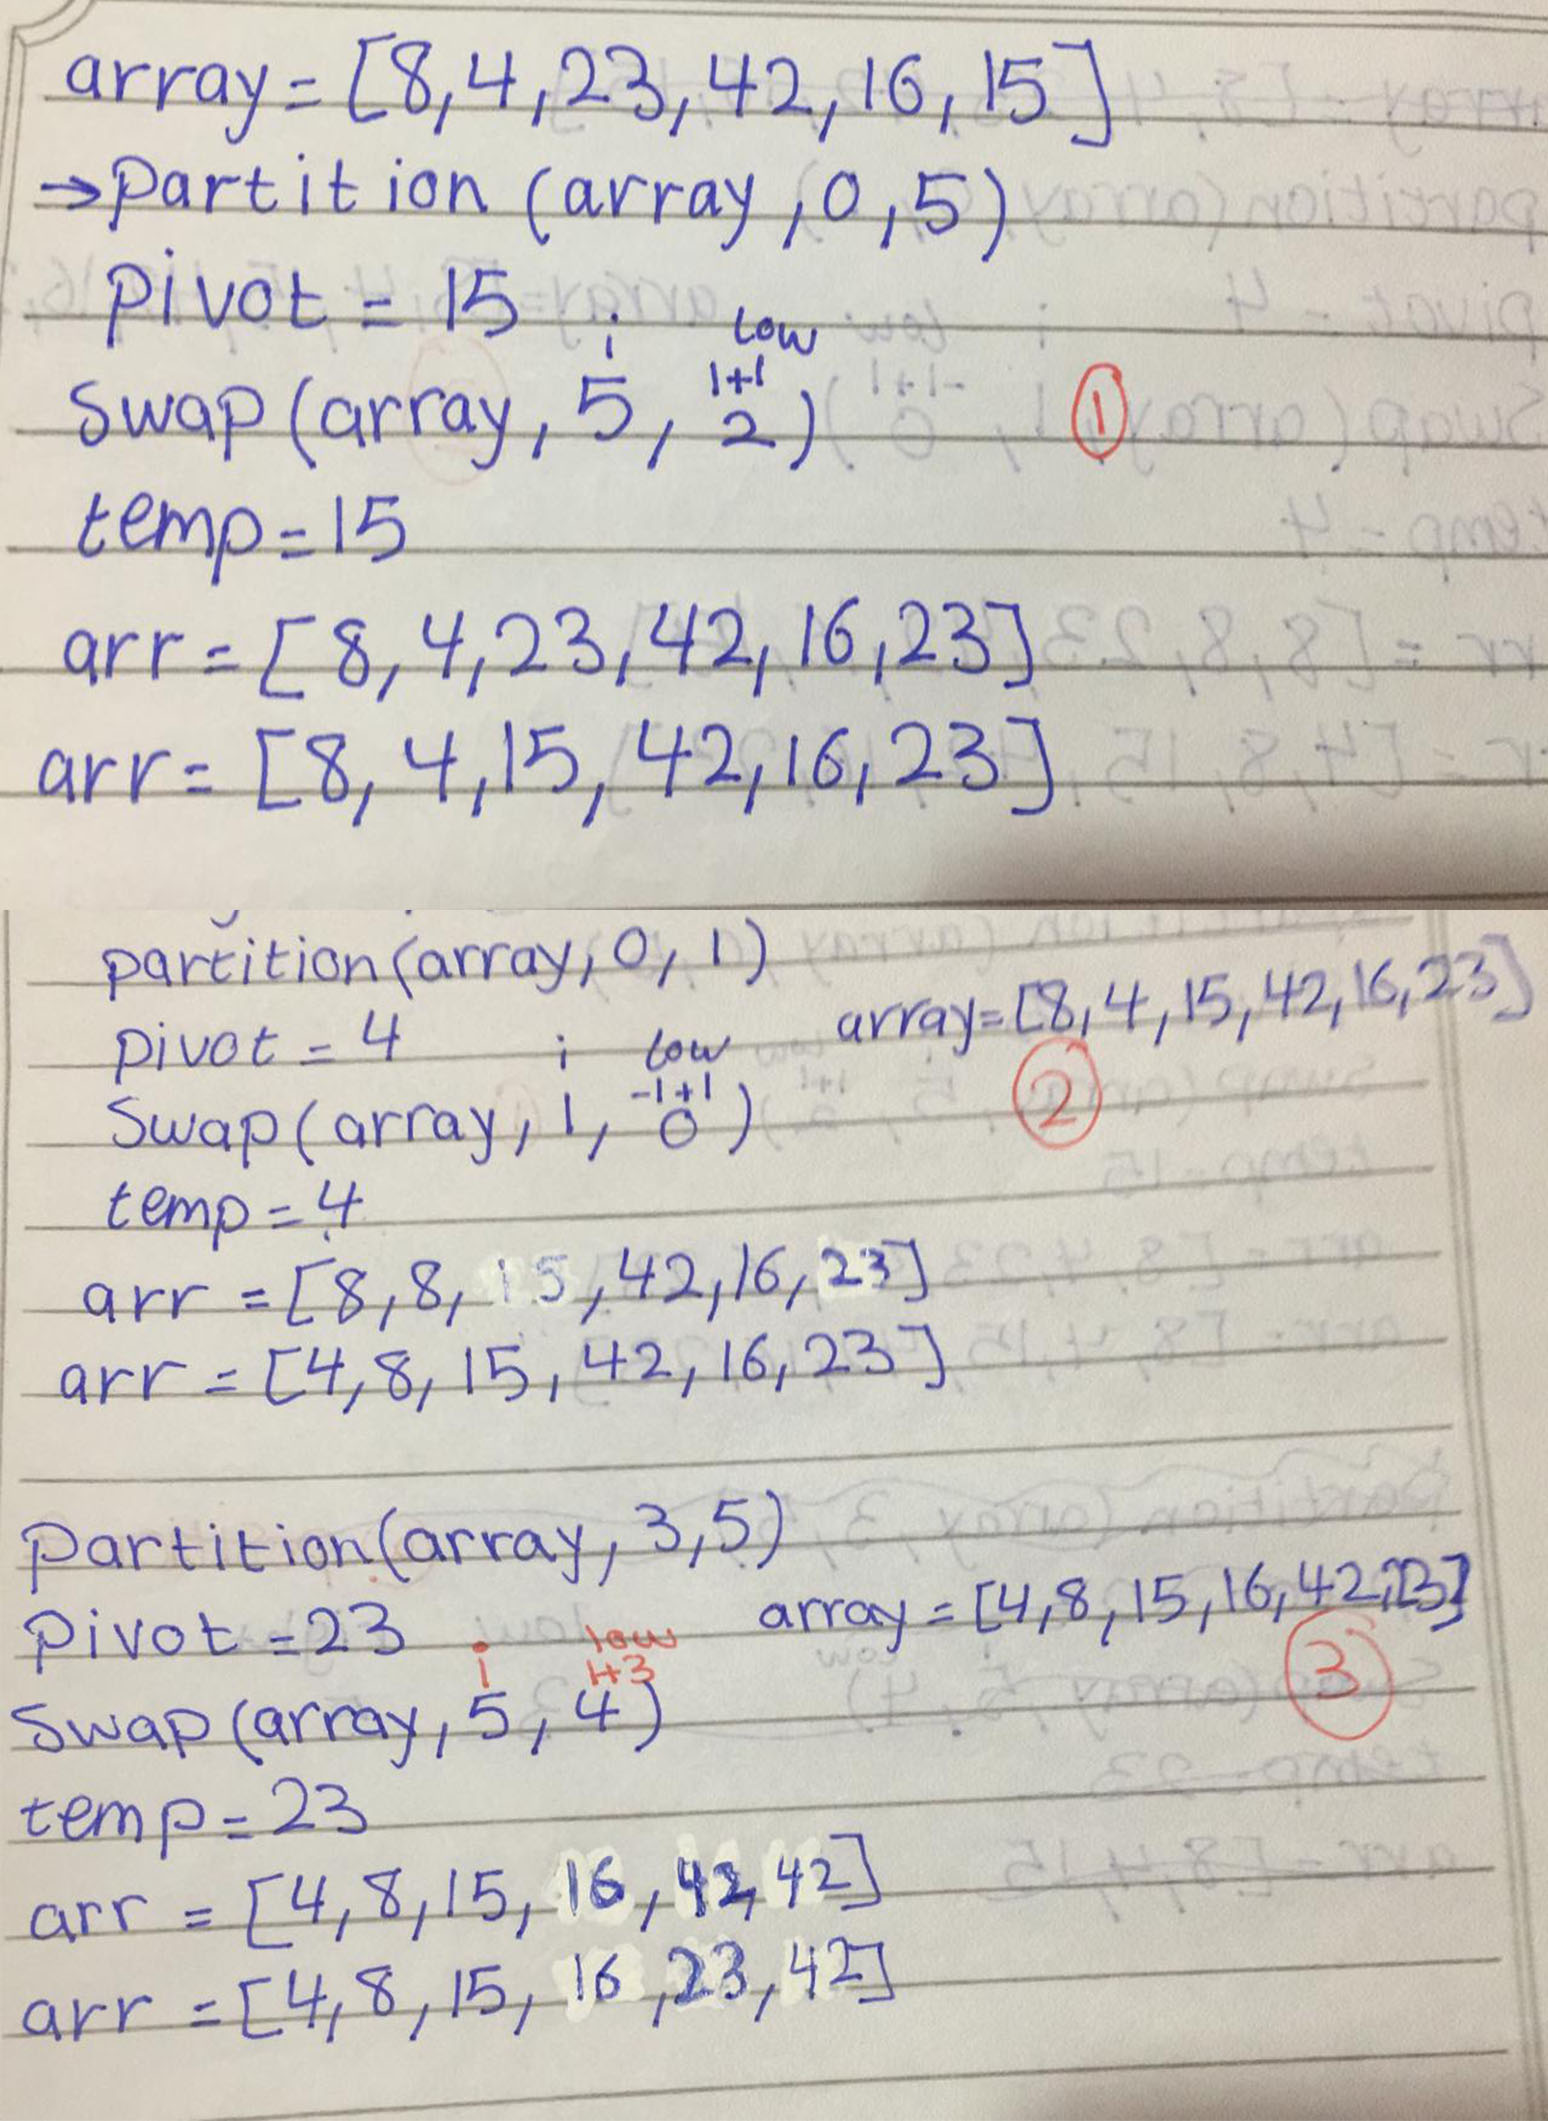 array = [8,4,23,42,16,15]
→ partition (array,0,5)
pivot = 15
i low
1+1
swap (array, 5, 2)
1
temp = 15
arr = [8,4,23,42,16,23]
arr = [8,4,15,42,16,23]
partition (array, 0, 1)
array = [8,4,15,42,16,23]
pivot = 4
i low
-1+1
2
Swap (array, 1, 0)
temp = 4
arr = [8,8,15,42,16,23]
arr = [4,8,15,42,16,23]
partition (array, 3,5)
array = [4,8,15,16,42,23]
pivot = 23
i low
1+3
3
Swap (array, 5, 4)
temp = 23
arr = [4,8,15,16,42,42]
arr = [4,8,15,16,23,42]